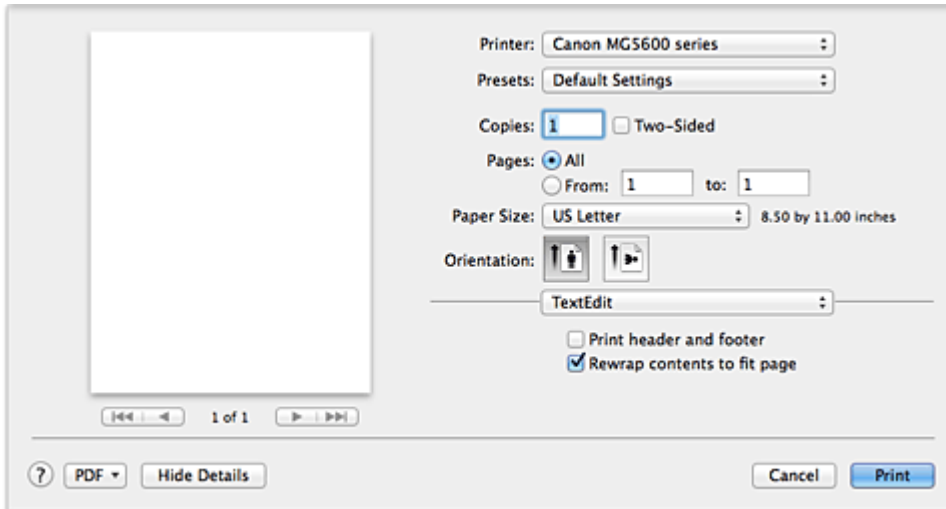 Printer: Canon MG5600 series
Presets: Default Settings
Copies: 1 Two-Sided
Pages: All
From: 1 to: 1
Paper Size: US Letter 8.50 by 11.00 inches
Orientation:
TextEdit
Print header and footer
Rewrap contents to fit page
1 of 1
? PDF Hide Details Cancel Print